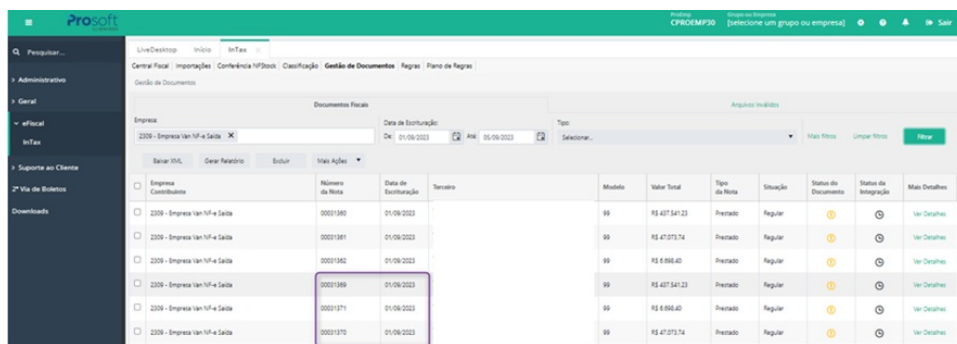 Prosoft
ProEmp
CPROEMP30
Grupo ou Empresa
[selecione um grupo ou empresa]
Sair
Pesquisar...
Administrativo
Geral
eFiscal
InTax
Suporte ao Cliente
2ª Via de Boletos
Downloads
LiveDesktop Início InTax
Central Fiscal Importações Conferência NFStock Classificação Gestão de Documentos Regras Plano de Regras
Gestão de Documentos
Documentos Fiscais Arquivos Inválidos
Empresa: Data de Escrituração: Tipo:
2309 - Empresa Van NF-e Saída De: 01/09/2023 Até: 05/09/2023 Selecionar... Mais filtros Limpar filtros Filtrar
Baixar XML Gerar Relatório Excluir Mais Ações
Empresa Contribuinte Número da Nota Data de Escrituração Terceiro Modelo Valor Total Tipo da Nota Situação Status do Documento Status da Integração Mais Detalhes
2309 - Empresa Van NF-e Saída 00031360 01/09/2023 99 R$ 437.541,23 Prestado Regular Ver Detalhes
2309 - Empresa Van NF-e Saída 00031361 01/09/2023 99 R$ 47.073,74 Prestado Regular Ver Detalhes
2309 - Empresa Van NF-e Saída 00031362 01/09/2023 99 R$ 6.698,40 Prestado Regular Ver Detalhes
2309 - Empresa Van NF-e Saída 00031369 01/09/2023 99 R$ 437.541,23 Prestado Regular Ver Detalhes
2309 - Empresa Van NF-e Saída 00031371 01/09/2023 99 R$ 6.698,40 Prestado Regular Ver Detalhes
2309 - Empresa Van NF-e Saída 00031370 01/09/2023 99 R$ 47.073,74 Prestado Regular Ver Detalhes